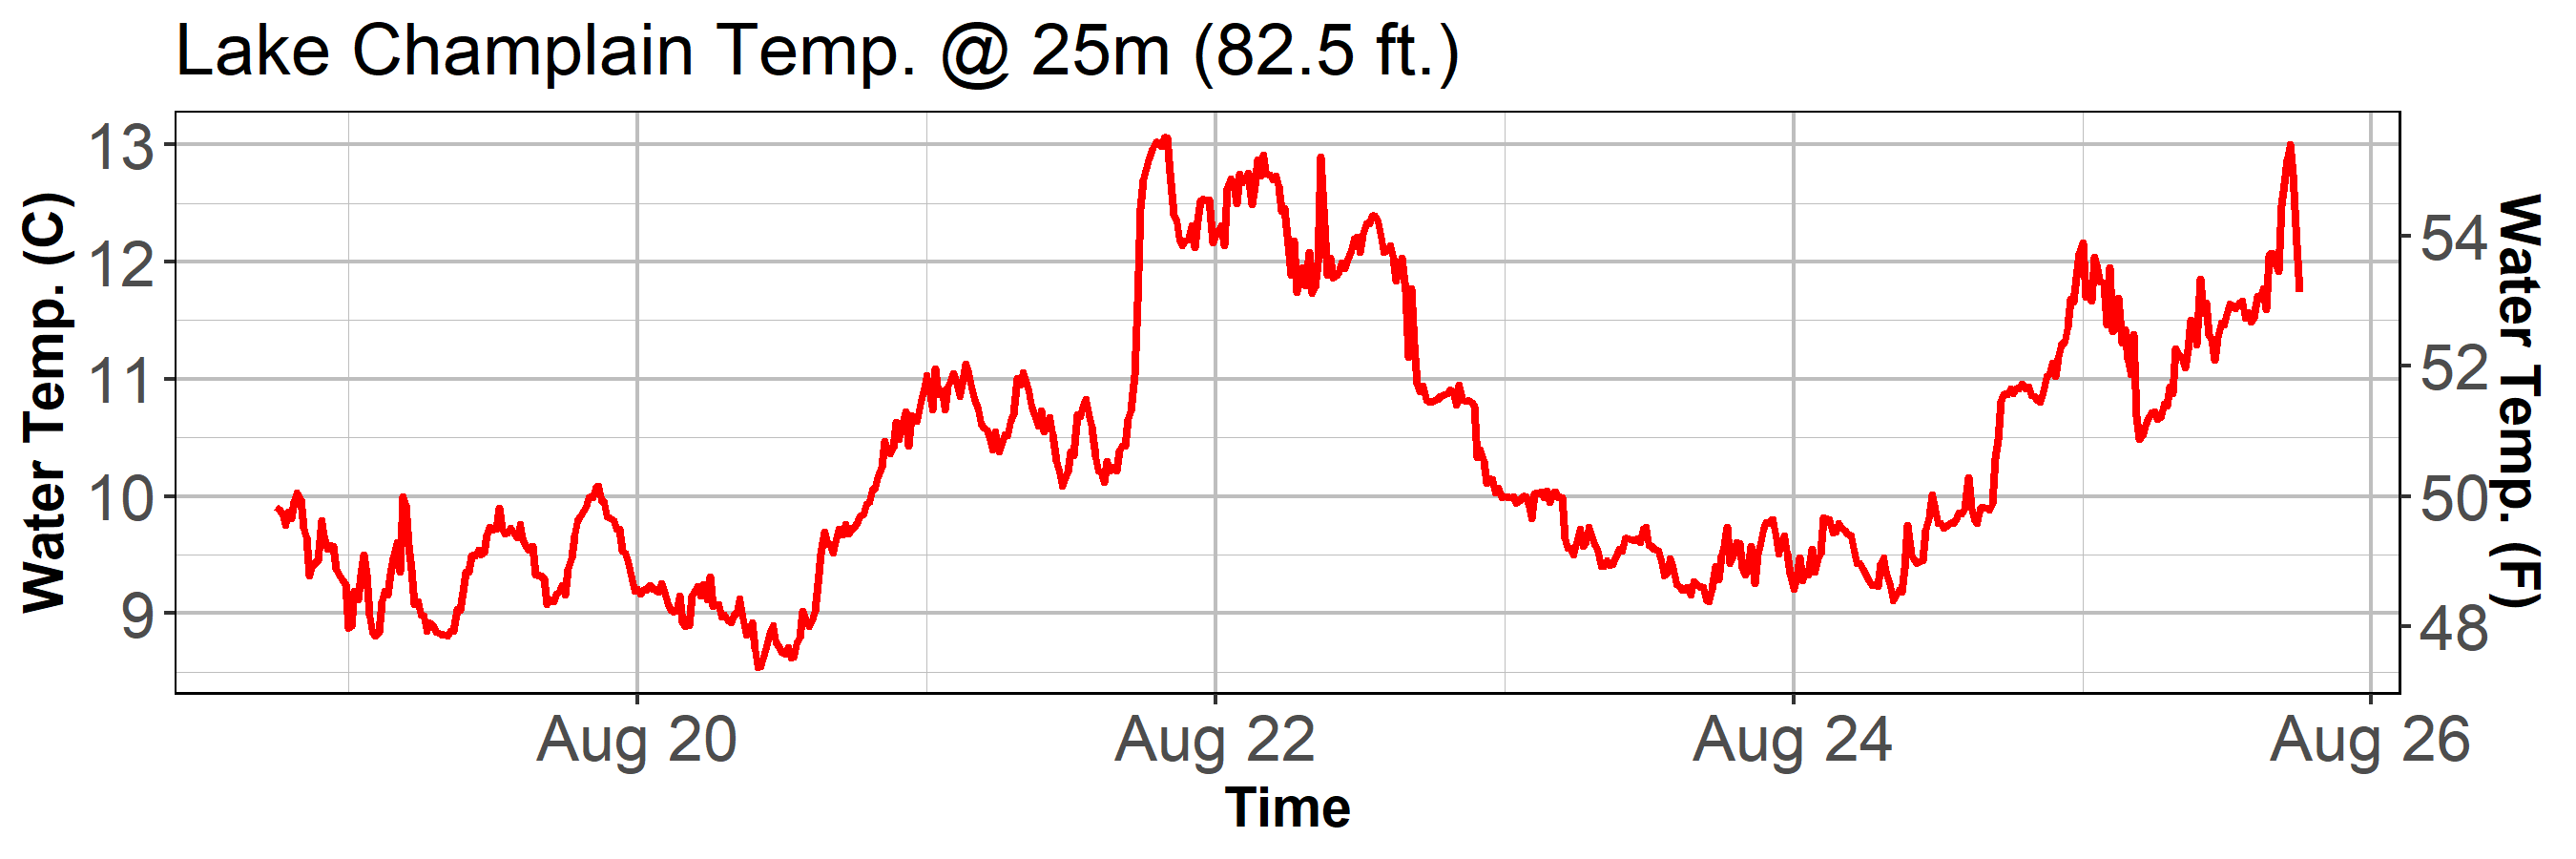 Lake Champlain Temp. @ 25m (82.5 ft.)
Water Temp. (C)
13
12
11
10
9
54
52
50
48
Water Temp. (F)
Aug 20 Aug 22 Aug 24 Aug 26
Time